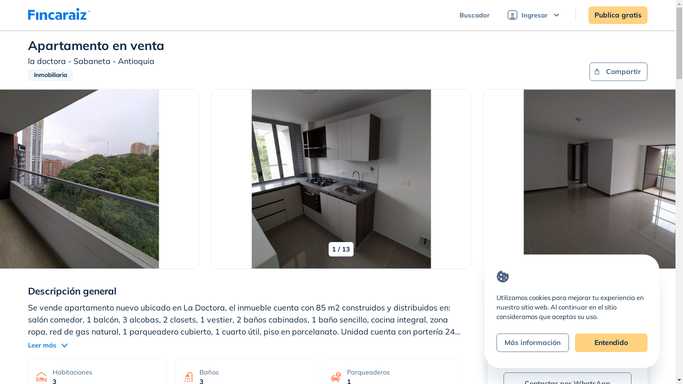 Fincaraiz
Buscador
Ingresar
Publica gratis
Apartamento en venta
la doctora - Sabaneta - Antioquia
Inmobiliaria
Compartir
1 / 13
Descripción general
Se vende apartamento nuevo ubicado en La Doctora, el inmueble cuenta con 85 m2 construidos y distribuidos en:
salón comedor, 1 balcón, 3 alcobas, 2 closets, 1 vestier, 2 baños cabinados, 1 baño sencillo, cocina integral, zona
ropa, red de gas natural, 1 parqueadero cubierto, 1 cuarto útil, piso en porcelanato. Unidad cuenta con portería 24...
Leer más
Habitaciones
3
Baños
3
Parqueaderos
1
Utilizamos cookies para mejorar tu experiencia en
nuestro sitio web. Al continuar en el sitio
consideramos que aceptas su uso.
Más información
Entendido
Contactar por WhatsApp